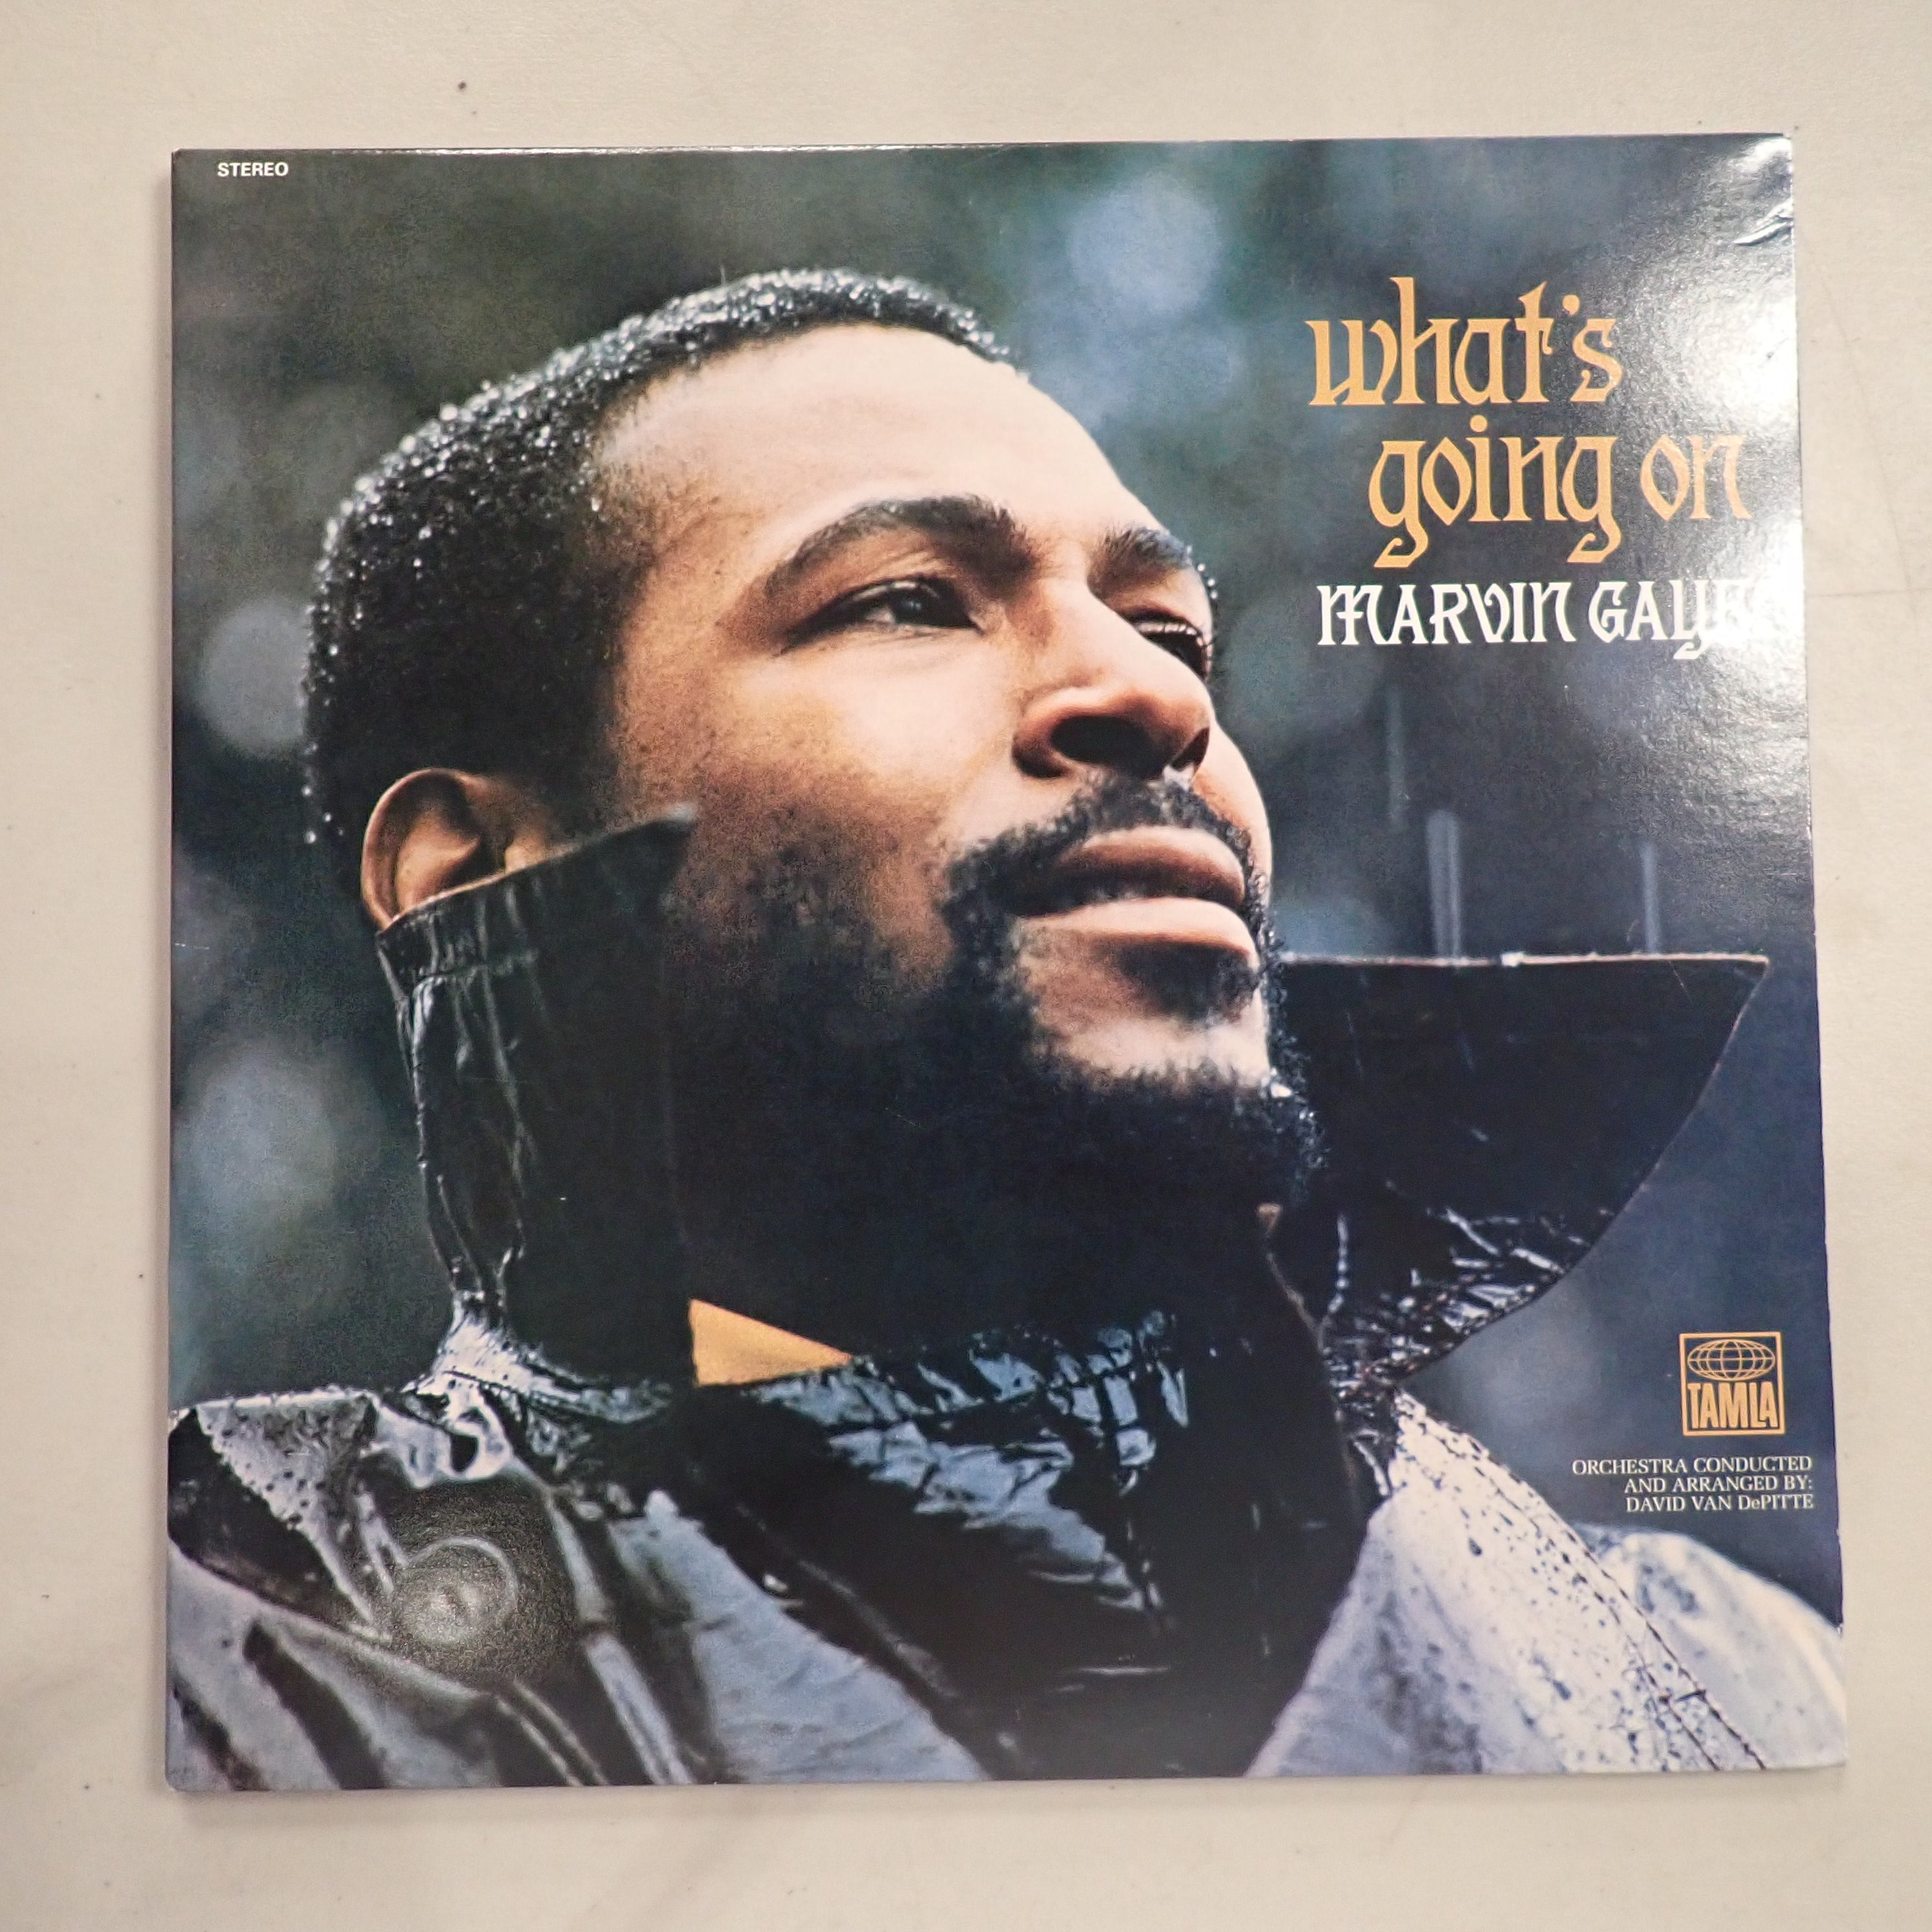 STEREO
what's
going on
MARVIN GAYE
TAMLA
ORCHESTRA CONDUCTED
AND ARRANGED BY:
DAVID VAN DePITTE